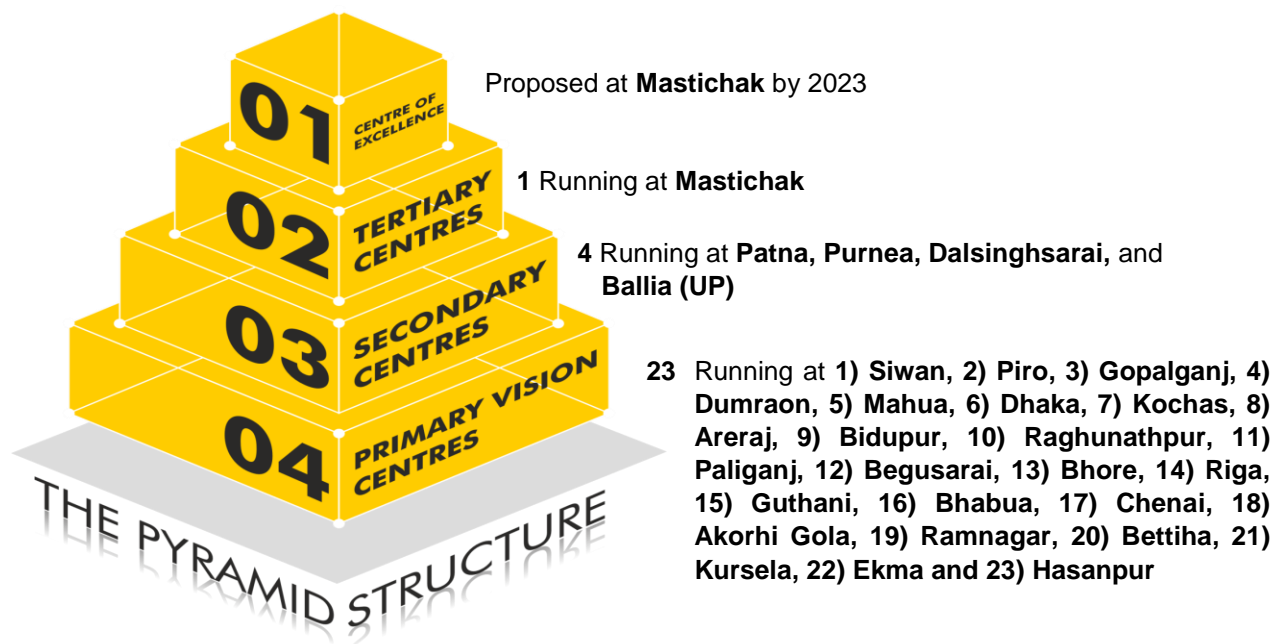 01
CENTRE OF
EXCELLENCE
Proposed at Mastichak by 2023
02
TERTIARY
CENTRES
1 Running at Mastichak
03
SECONDARY
CENTRES
4 Running at Patna, Purnea, Dalsinghsarai, and
Ballia (UP)
04
PRIMARY VISION
CENTRES
23 Running at 1) Siwan, 2) Piro, 3) Gopalganj, 4)
Dumraon, 5) Mahua, 6) Dhaka, 7) Kochas, 8)
Areraj, 9) Bidupur, 10) Raghunathpur, 11)
Paliganj, 12) Begusarai, 13) Bhore, 14) Riga,
15) Guthani, 16) Bhabua, 17) Chenai, 18)
Akorhi Gola, 19) Ramnagar, 20) Bettiha, 21)
Kursela, 22) Ekma and 23) Hasanpur
THE PYRAMID STRUCTURE